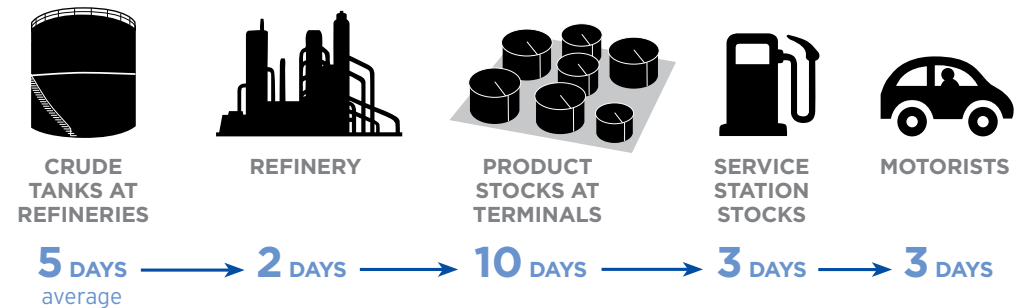 CRUDE
TANKS AT
REFINERIES
REFINERY
PRODUCT
STOCKS AT
TERMINALS
SERVICE
STATION
STOCKS
MOTORISTS
5 DAYS
average
2 DAYS
10 DAYS
3 DAYS
3 DAYS